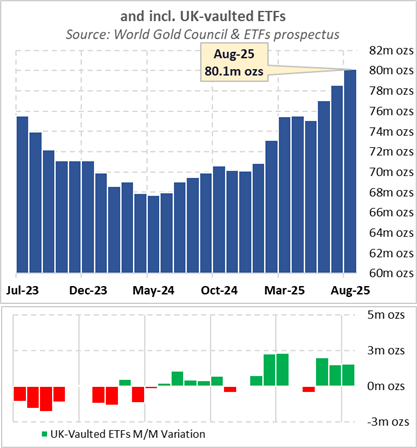 and incl. UK-vaulted ETFs
Source: World Gold Council & ETFs prospectus
Aug-25
80.1m ozs
82m ozs
80m ozs
78m ozs
76m ozs
74m ozs
72m ozs
70m ozs
68m ozs
66m ozs
64m ozs
62m ozs
60m ozs
Jul-23 Dec-23 May-24 Oct-24 Mar-25 Aug-25
5m ozs
3m ozs
0m ozs
-3m ozs
UK-Vaulted ETFs M/M Variation